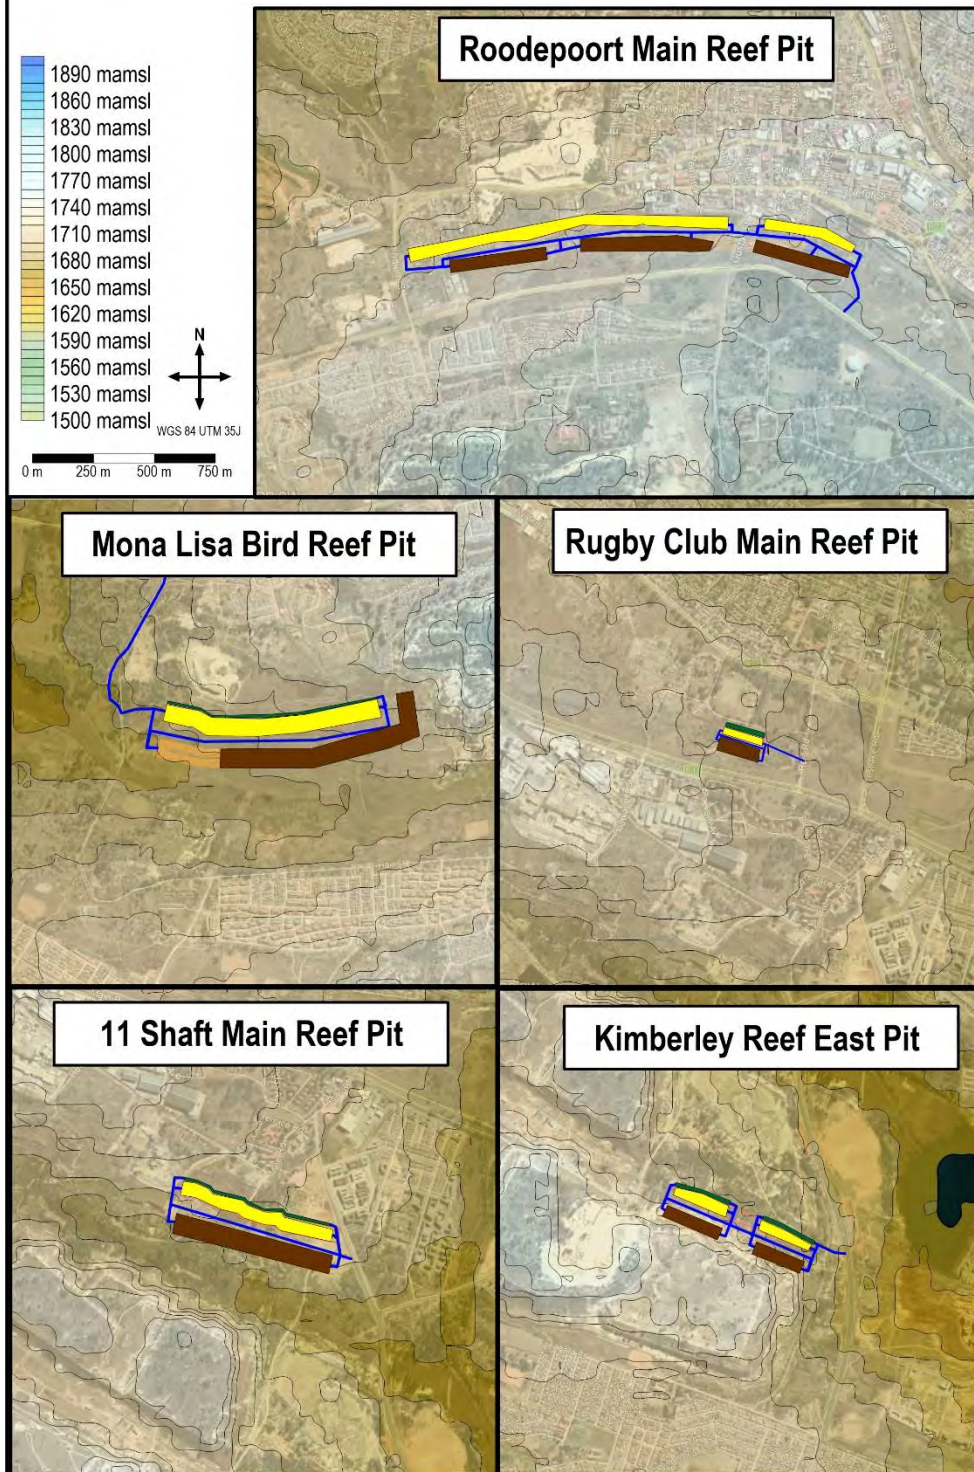 Roodepoort Main Reef Pit
1890 mamsl
1860 mamsl
1830 mamsl
1800 mamsl
1770 mamsl
1740 mamsl
1710 mamsl
1680 mamsl
1650 mamsl
1620 mamsl
1590 mamsl
1560 mamsl
1530 mamsl
1500 mamsl
N
WGS 84 UTM 35J
0 m 250 m 500 m 750 m
Mona Lisa Bird Reef Pit
Rugby Club Main Reef Pit
11 Shaft Main Reef Pit
Kimberley Reef East Pit